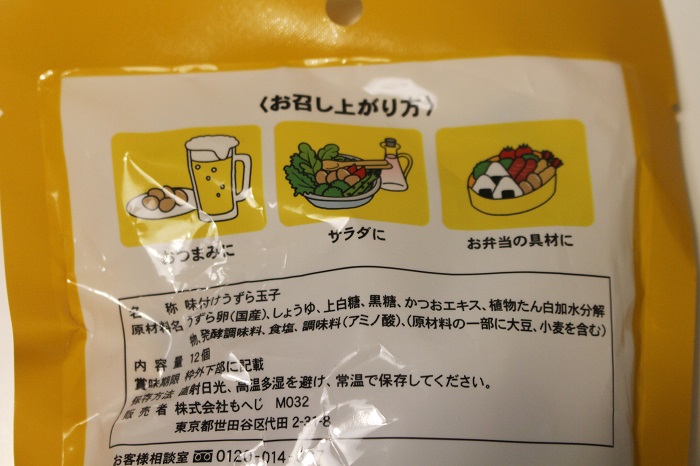 〈お召し上がり方〉
おつまみに
サラダに
お弁当の具材に
名 称 味付けうずら玉子
原材料名 うずら卵(国産)、しょうゆ、上白糖、黒糖、かつおエキス、植物たん白加水分解
物、発酵調味料、食塩、調味料(アミノ酸)、(原材料の一部に大豆、小麦を含む)
内 容 量 12個
賞味期限 枠外下部に記載
保存方法 直射日光、高温多湿を避け、常温で保存してください。
販 売 者 株式会社もへじ M032
東京都世田谷区代田 2-31-8
お客様相談室 0120-014-